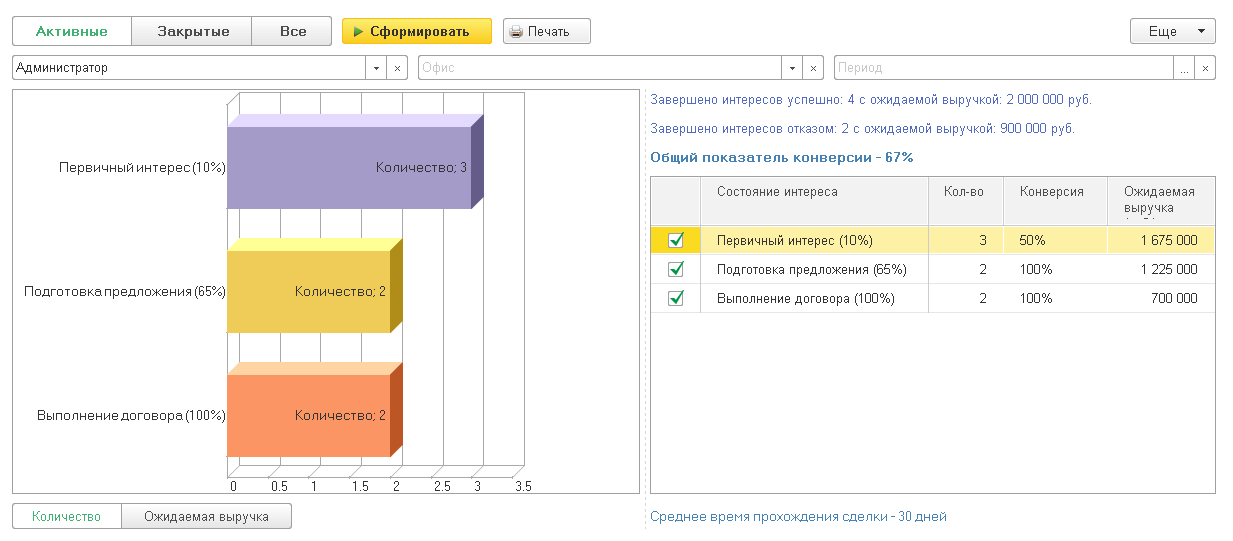 Активные Закрытые Все Сформировать Печать Еще
Администратор Офис Период ...
Завершено интересов успешно: 4 с ожидаемой выручкой: 2 000 000 руб.
Завершено интересов отказом: 2 с ожидаемой выручкой: 900 000 руб.
Общий показатель конверсии - 67%
Первичный интерес (10%) Количество; 3
Подготовка предложения (65%) Количество; 2
Выполнение договора (100%) Количество; 2
0 0.5 1 1.5 2 2.5 3 3.5
Состояние интереса Кол-во Конверсия Ожидаемая
выручка
Первичный интерес (10%) 3 50% 1 675 000
Подготовка предложения (65%) 2 100% 1 225 000
Выполнение договора (100%) 2 100% 700 000
Количество Ожидаемая выручка
Среднее время прохождения сделки - 30 дней